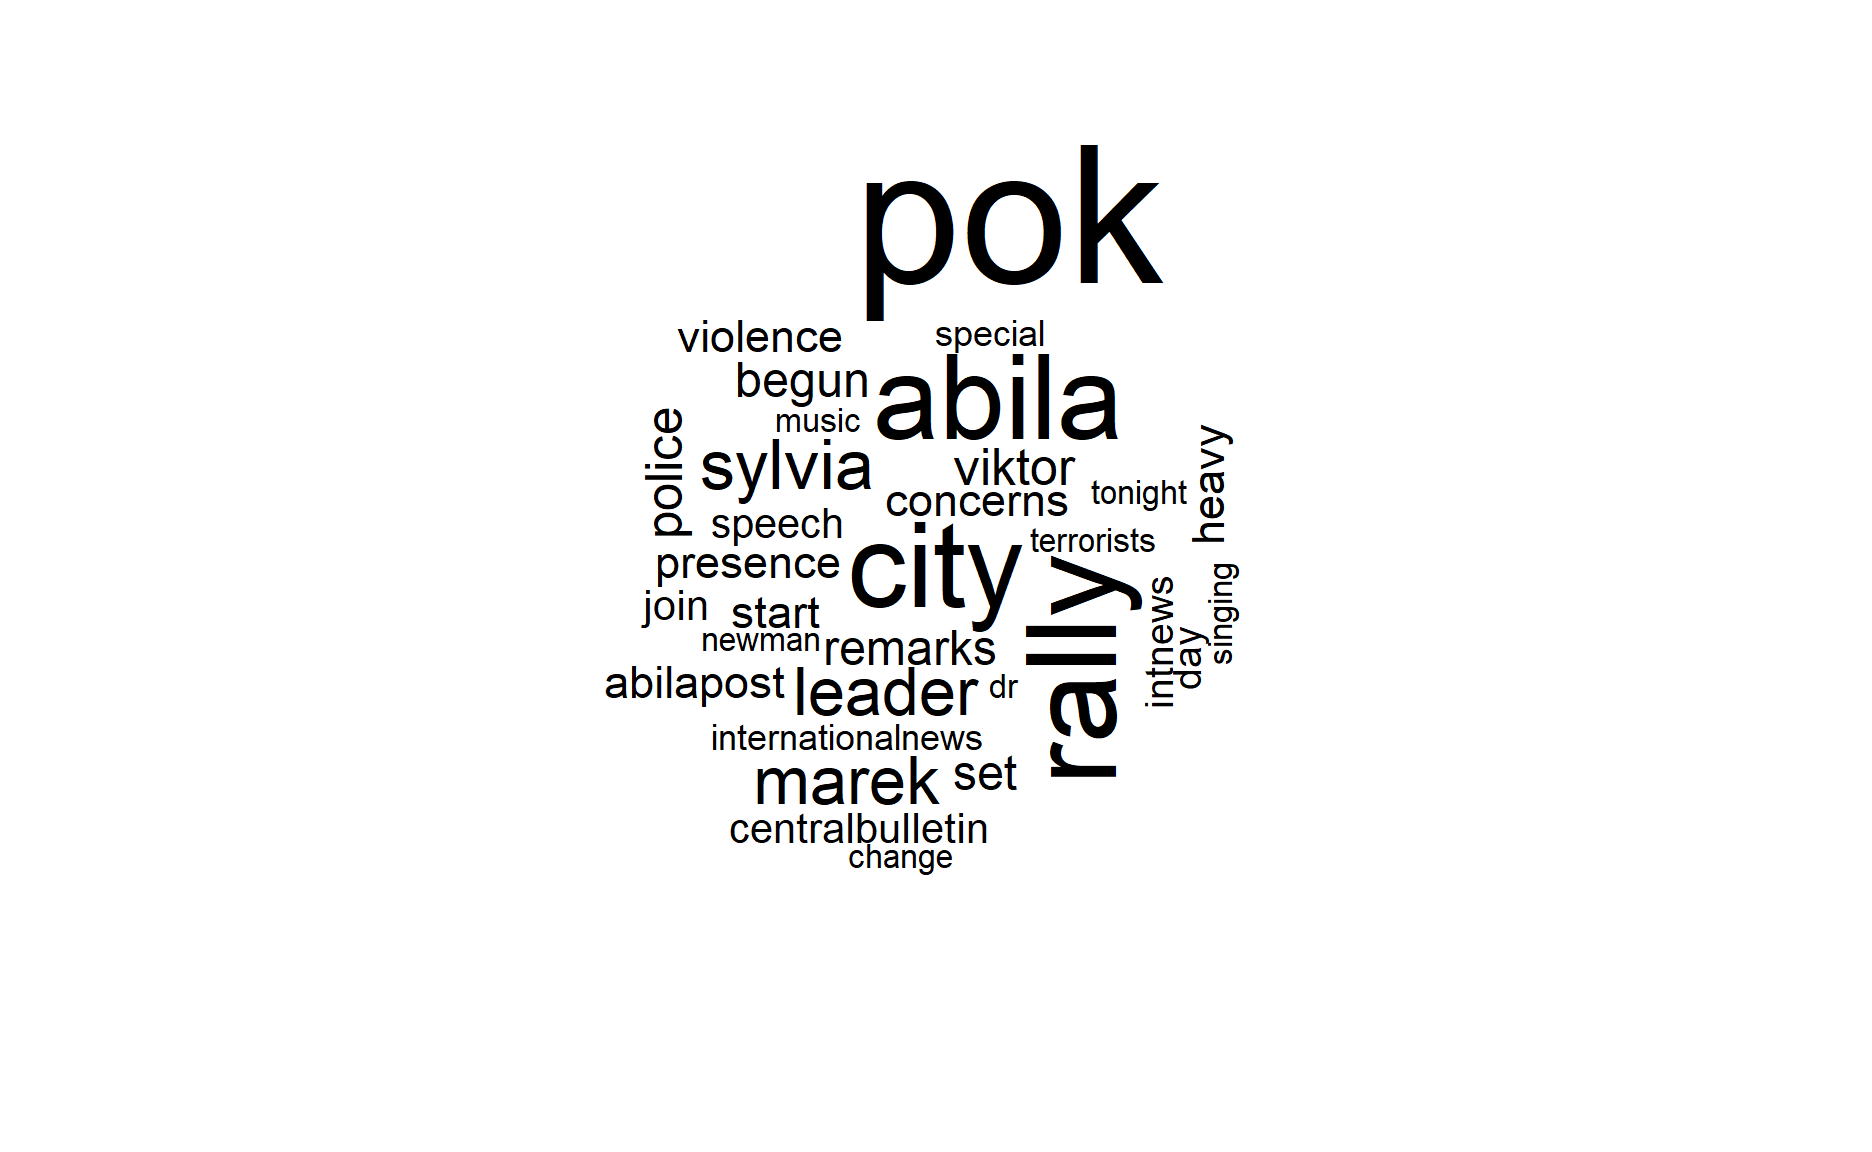 pok
violence
special
begun
abila
music
police
sylvia
viktor
heavy
concerns
tonight
speech
city
terrorists
presence
rally
join
start
intnews
singing
newman
remarks
day
abilapost
leader
dr
internationalnews
marek
set
centralbulletin
change